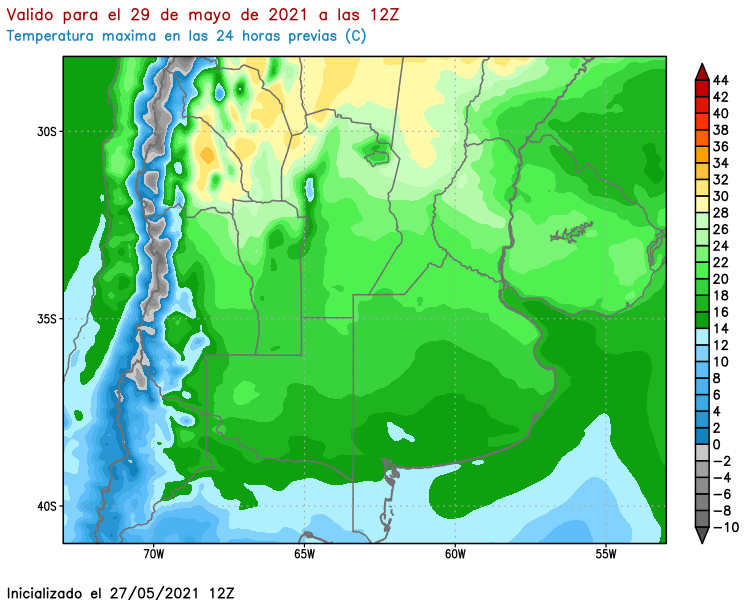 Valido para el 29 de mayo de 2021 a las 12Z
Temperatura maxima en las 24 horas previas (C)
30S
35S
40S
70W
65W
60W
55W
44
42
40
38
36
34
32
30
28
26
24
22
20
18
16
14
12
10
8
6
4
2
0
-2
-4
-6
-8
-10
Inicializado el 27/05/2021 12Z